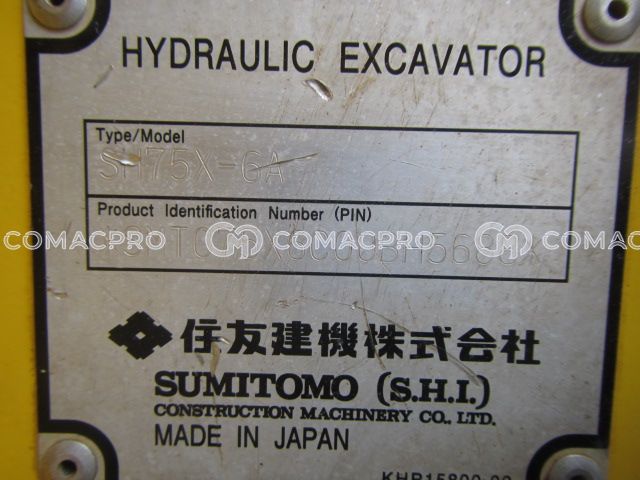 HYDRAULIC EXCAVATOR
Type/Model
SH75X-6A
Product Identification Number (PIN)
COMACPRO COMACPRO COMACPRO
住友建機株式会社
SUMITOMO (S.H.I.)
CONSTRUCTION MACHINERY CO., LTD.
MADE IN JAPAN